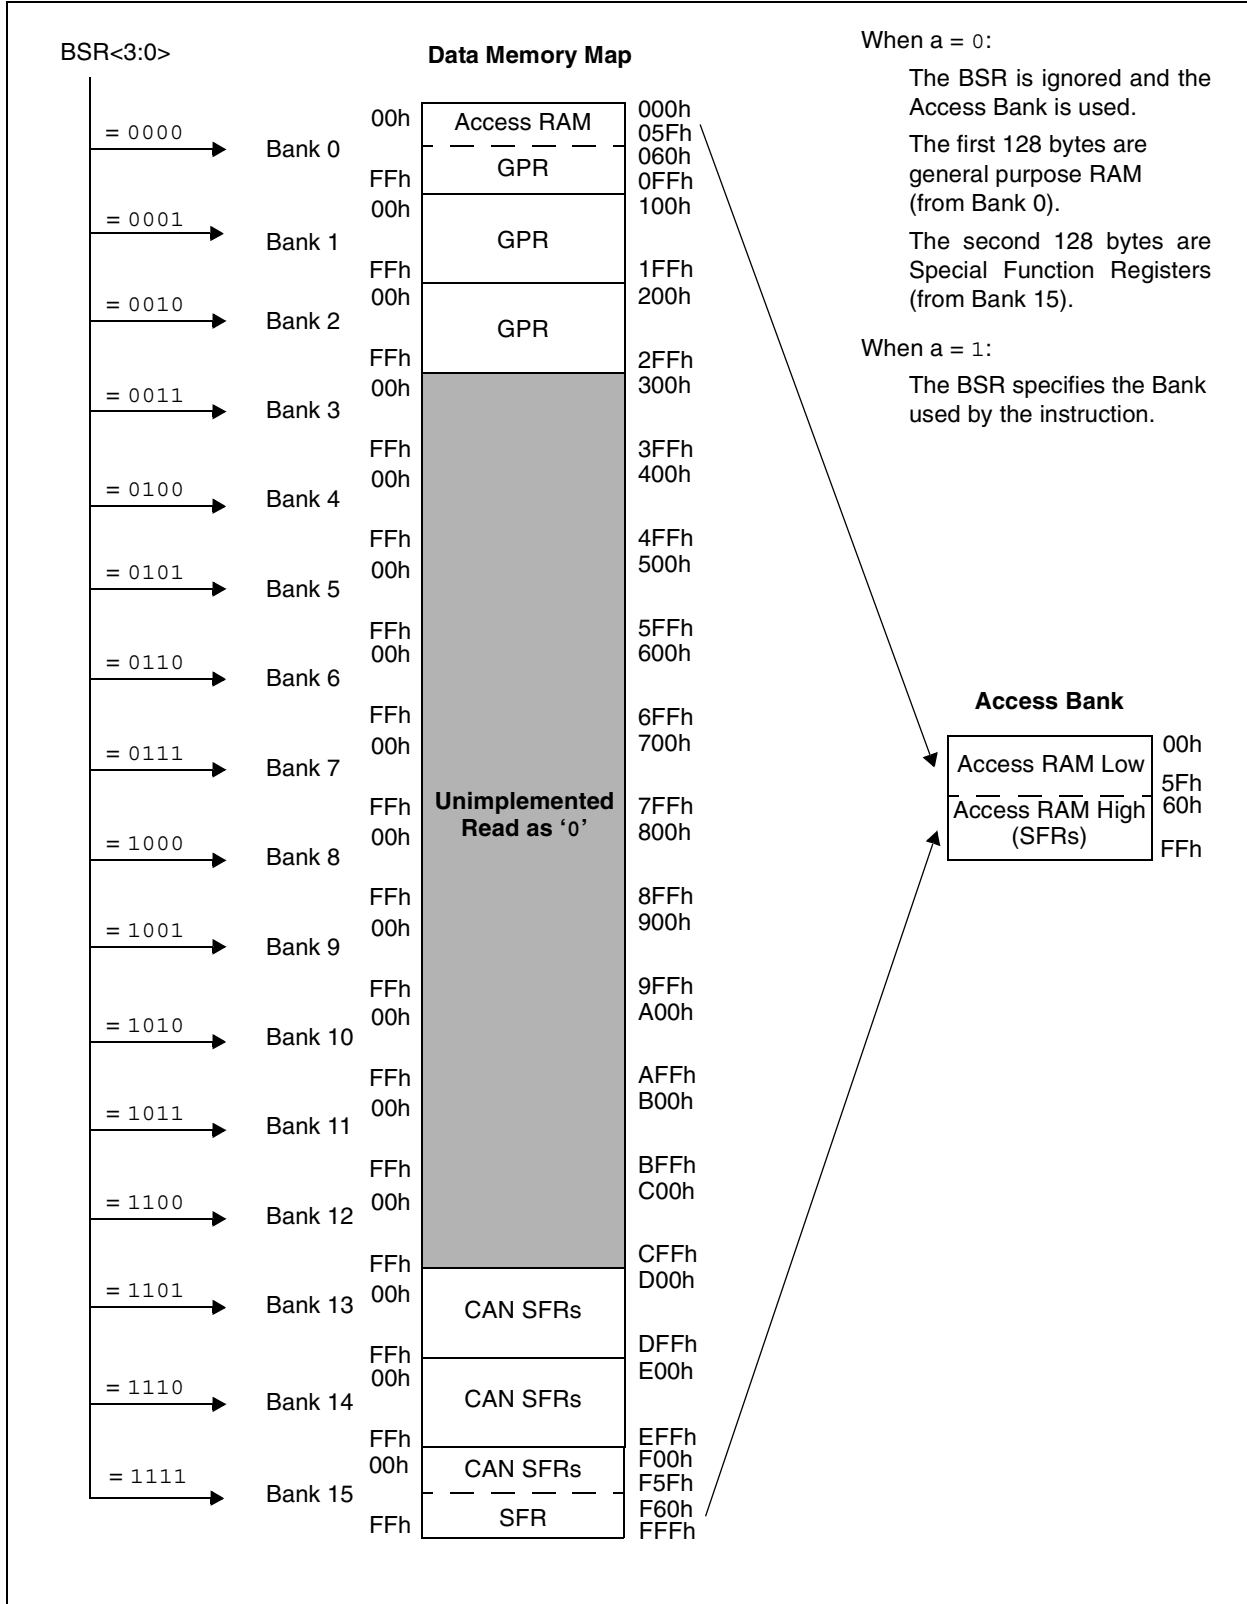 BSR<3:0>
Data Memory Map
= 0000
Bank 0
00h
Access RAM
000h
05Fh
GPR
060h
FFh
0FFh
= 0001
Bank 1
00h
GPR
100h
FFh
1FFh
= 0010
Bank 2
00h
GPR
200h
FFh
2FFh
= 0011
Bank 3
00h
300h
FFh
3FFh
= 0100
Bank 4
00h
400h
FFh
4FFh
= 0101
Bank 5
00h
500h
FFh
5FFh
= 0110
Bank 6
00h
600h
FFh
6FFh
= 0111
Bank 7
00h
700h
FFh
7FFh
Unimplemented
Read as ‘0’
= 1000
Bank 8
00h
800h
FFh
8FFh
= 1001
Bank 9
00h
900h
FFh
9FFh
= 1010
Bank 10
00h
A00h
FFh
AFFh
= 1011
Bank 11
00h
B00h
FFh
BFFh
= 1100
Bank 12
00h
C00h
FFh
CFFh
= 1101
Bank 13
00h
CAN SFRs
D00h
FFh
DFFh
= 1110
Bank 14
00h
CAN SFRs
E00h
FFh
EFFh
= 1111
Bank 15
00h
CAN SFRs
F00h
F5Fh
SFR
F60h
FFh
FFFh
When a = 0:
The BSR is ignored and the
Access Bank is used.
The first 128 bytes are
general purpose RAM
(from Bank 0).
The second 128 bytes are
Special Function Registers
(from Bank 15).
When a = 1:
The BSR specifies the Bank
used by the instruction.
Access Bank
Access RAM Low
00h
5Fh
Access RAM High
(SFRs)
60h
FFh